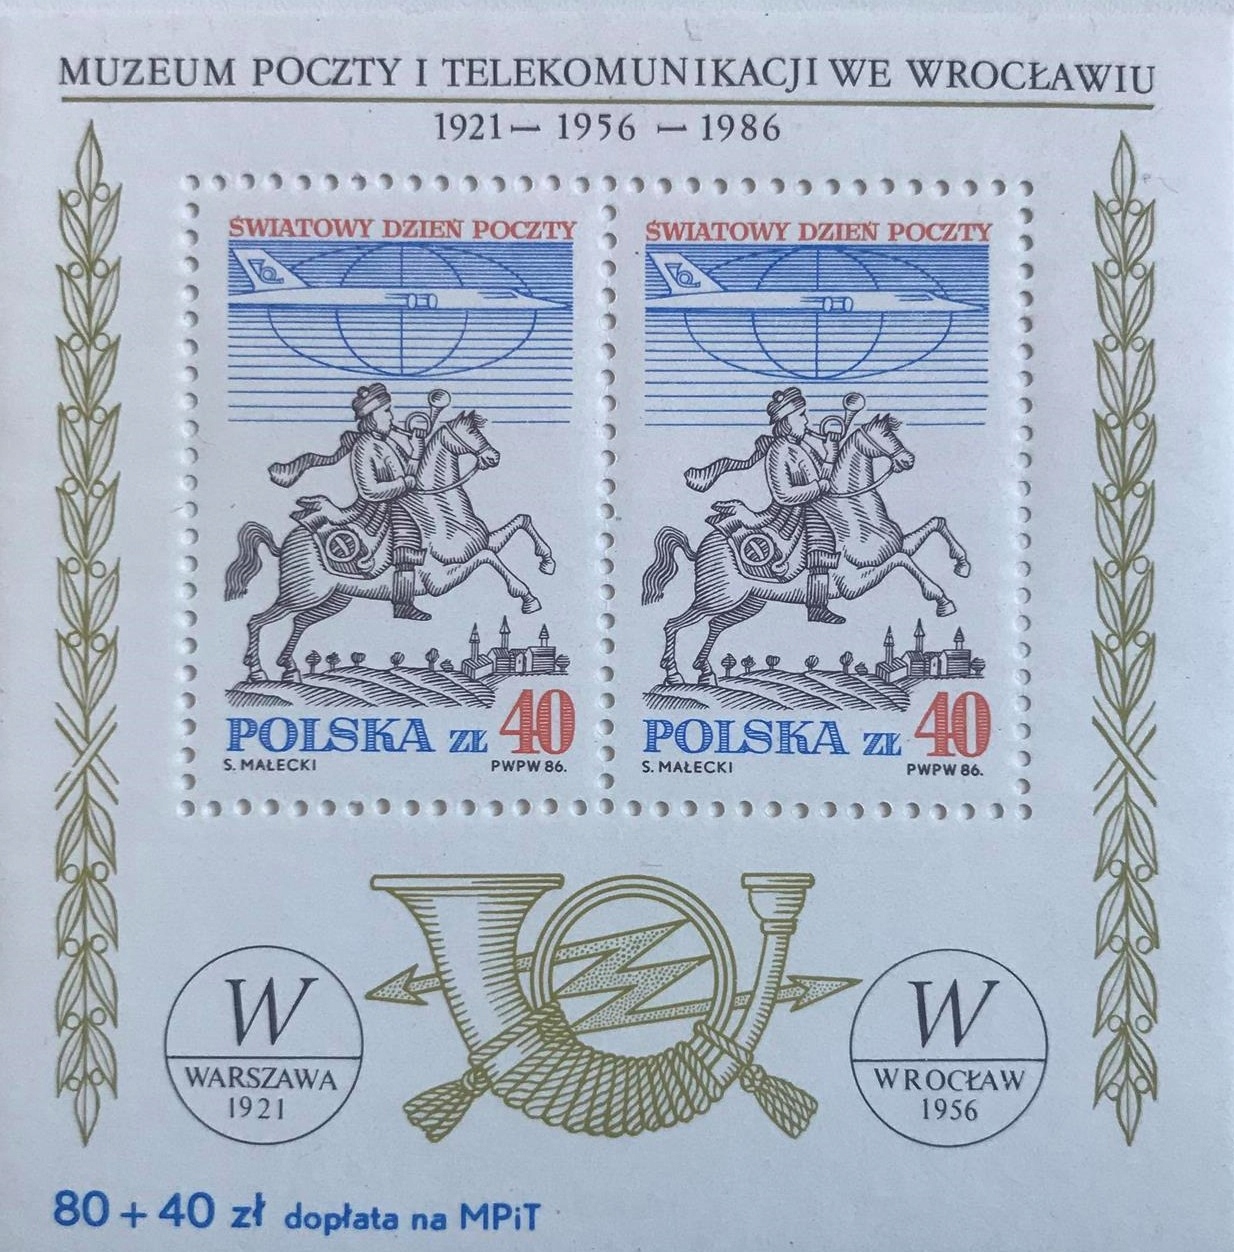 MUZEUM POCZTY I TELEKOMUNIKACJI WE WROCŁAWIU
1921 — 1956 — 1986
ŚWIATOWY DZIEŃ POCZTY
POLSKA ZŁ 40
S. MAŁECKI PWPW 86.
ŚWIATOWY DZIEŃ POCZTY
POLSKA ZŁ 40
S. MAŁECKI PWPW 86.
W
WARSZAWA
1921
W
WROCŁAW
1956
80 + 40 zł dopłata na MPiT